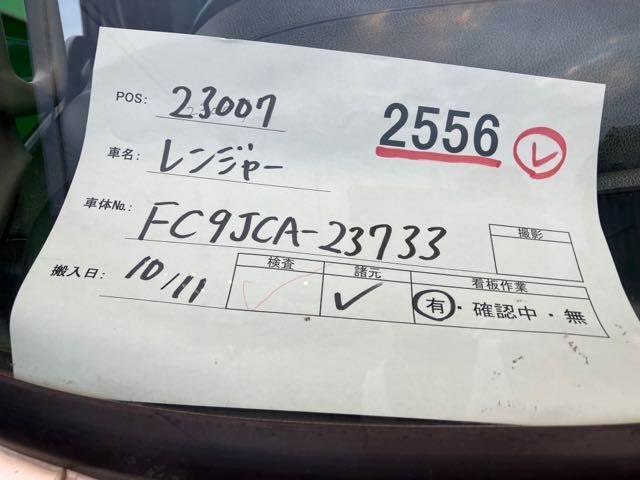 POS: 23007
2556 レ
車名: レンジャー
車体No.: FC9JCA-23733
撮影
搬入日: 10/11
検査 諸元 看板作業
✓ ✓ 有・確認中・無